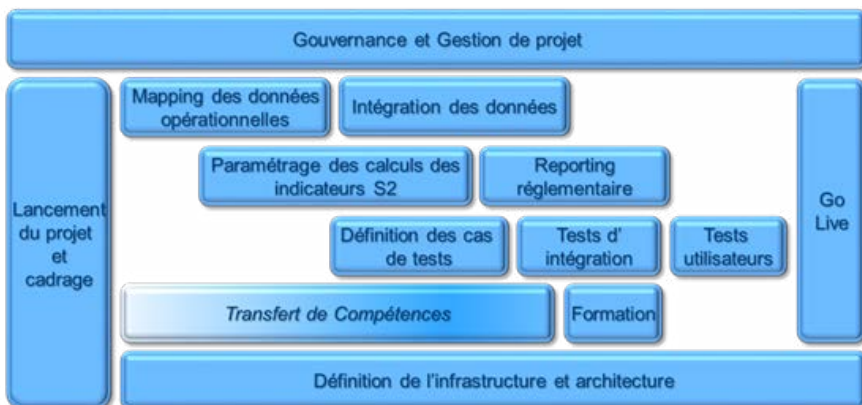 Gouvernance et Gestion de projet
Mapping des données
opérationnelles
Intégration des données
Paramétrage des calculs des
indicateurs S2
Reporting
réglementaire
Lancement
du projet
et
cadrage
Go
Live
Définition des cas
de tests
Tests d'
intégration
Tests
utilisateurs
Transfert de Compétences
Formation
Définition de l'infrastructure et architecture